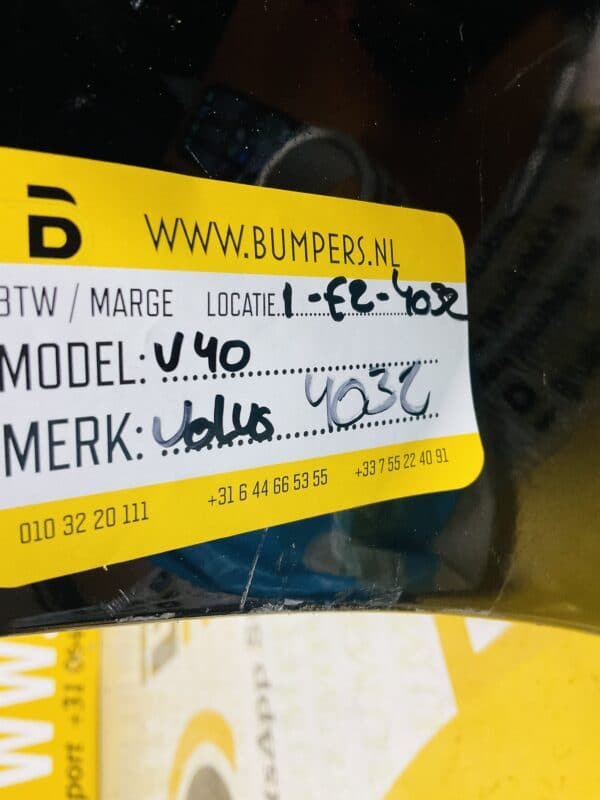 WWW.BUMPERS.NL
BTW / MARGE LOCATIE: 1-E2-4032
MODEL: V40
MERK: Volvo 4032
010 32 20 111 +31 6 44 66 53 55 +33 7 55 22 40 91